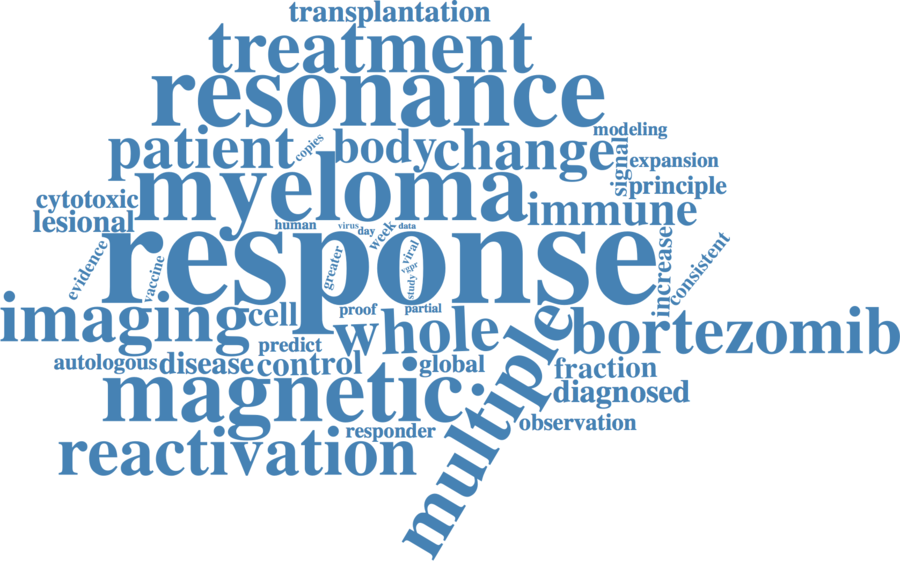 transplantation
treatment
resonance
modeling
patient copies body change signal expansion
myeloma principle
cytotoxic immune
lesional
human virus day week data
response
evidence vaccine greater viral vgpr study increase consistent
imaging cell proof partial whole bortezomib
predict
autologous disease control global multiple fraction
magnetic diagnosed
responder observation
reactivation